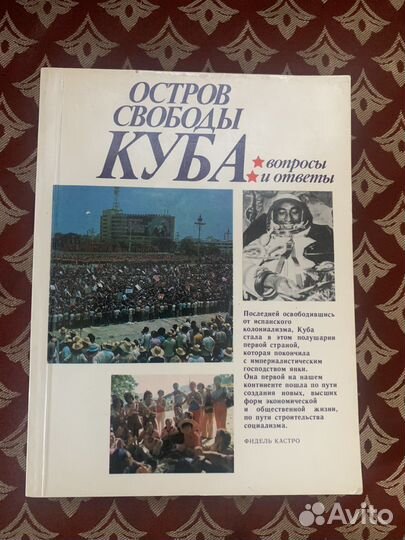 ОСТРОВ
СВОБОДЫ
КУБА
вопросы
и ответы
Последней освободившись
от испанского
колониализма, Куба
стала в этом полушарии
первой страной,
которая покончила
с империалистическим
господством янки.
Она первой на нашем
континенте пошла по пути
создания новых, высших
форм экономической
и общественной жизни,
по пути строительства
социализма.
ФИДЕЛЬ КАСТРО
Avito